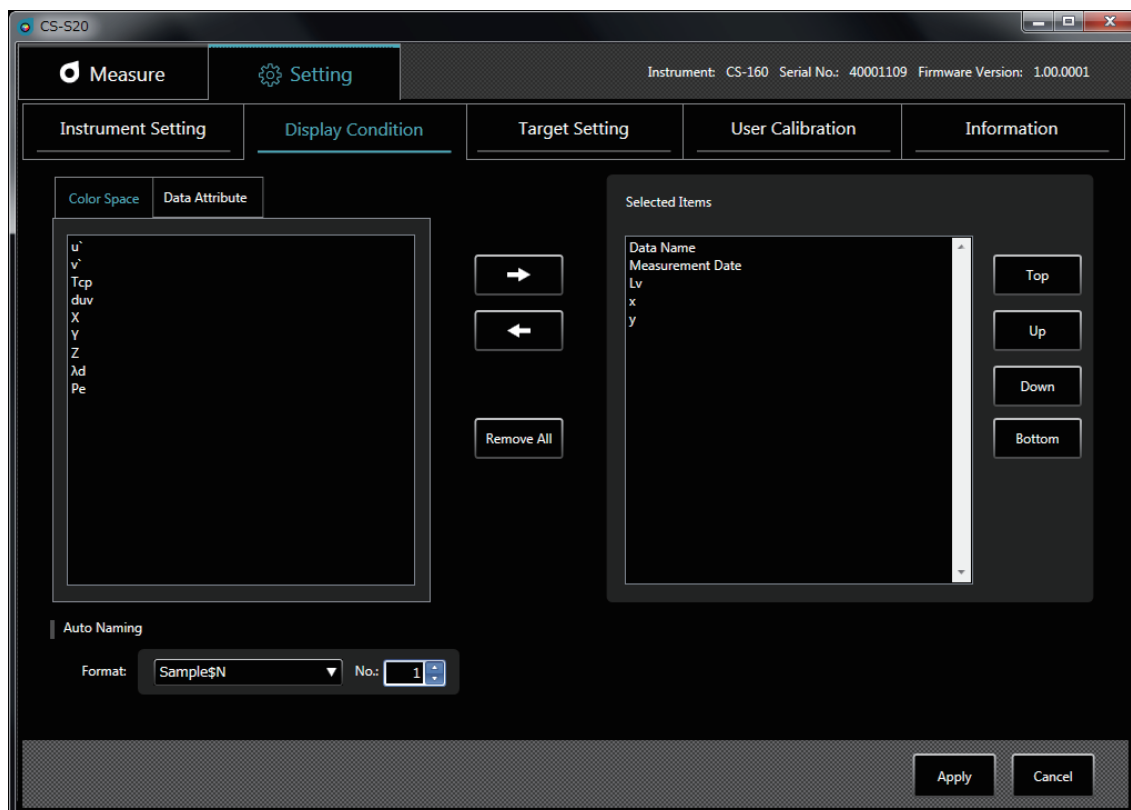 CS-S20
Measure
Setting
Instrument: CS-160 Serial No.: 40001109 Firmware Version: 1.00.0001
Instrument Setting
Display Condition
Target Setting
User Calibration
Information
Color Space
Data Attribute
u`
v`
Tcp
duv
X
Y
Z
λd
Pe
Remove All
Selected Items
Data Name
Measurement Date
Lv
x
y
Top
Up
Down
Bottom
Auto Naming
Format: Sample$N No.: 1
Apply
Cancel